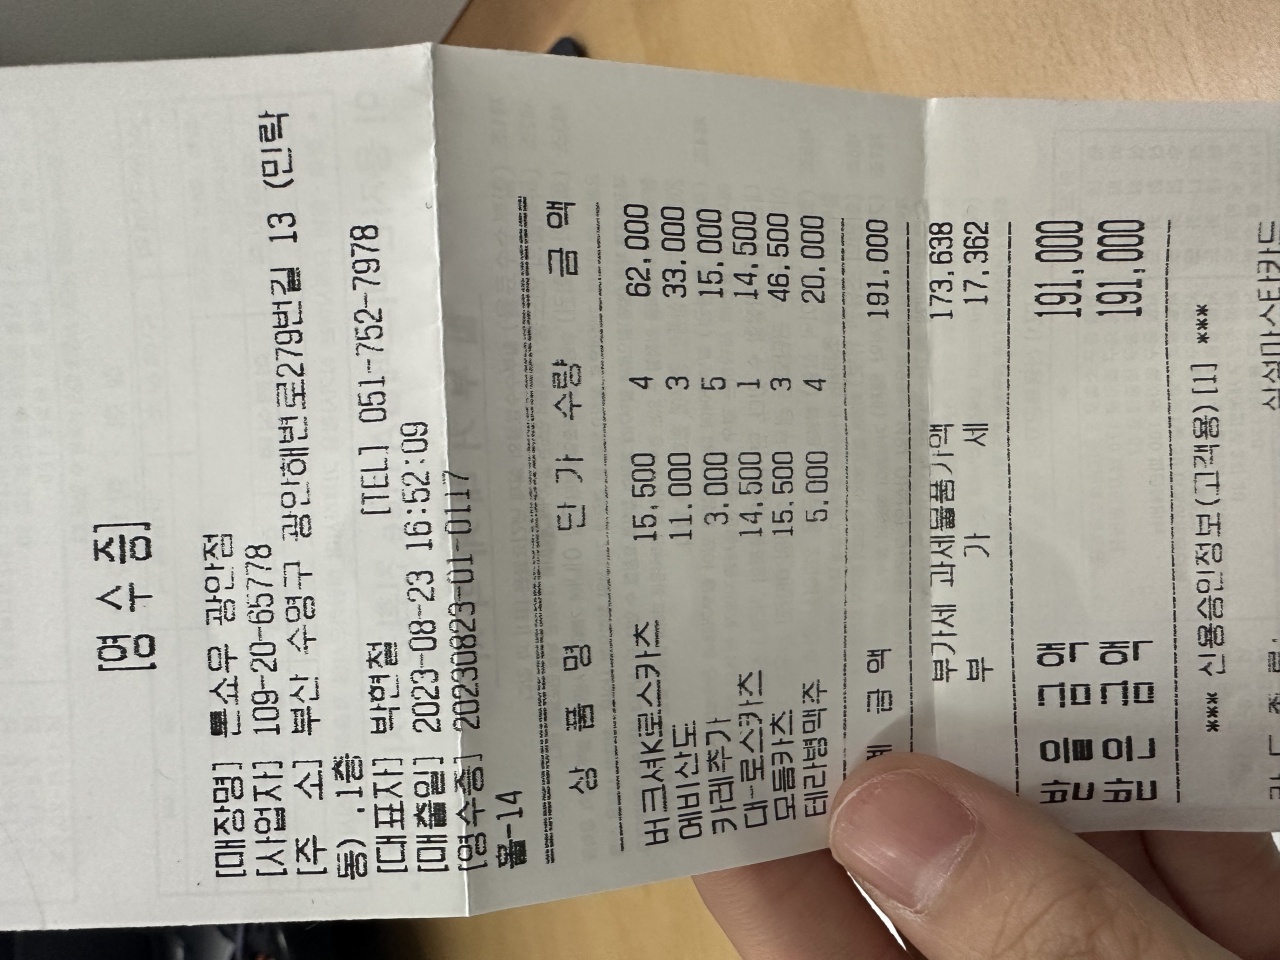 [영 수 증]
[매장명] 톤쇼우 광안점
[사업자] 109-20-65778
[주 소] 부산 수영구 광안해변로279번길 13 (민락
동) ,1층
[대표자] 박현철 [TEL] 051-752-7978
[매출일] 2023-08-23 16:52:09
[영수증] 20230823-01-0117
홀-14
상 품 명 단 가 수량 금 액
버크셔K로스카츠 15,500 4 62,000
에비산도 11,000 3 33,000
카레추가 3,000 5 15,000
대-로스카츠 14,500 1 14,500
모듬카츠 15,500 3 46,500
테라병맥주 5,000 4 20,000
계 금 액 191,000
부가세 과세물품가액 173,638
부 가 세 17,362
받을금액 191,000
받은금액 191,000
*** 신용승인정보(고객용) [1] ***